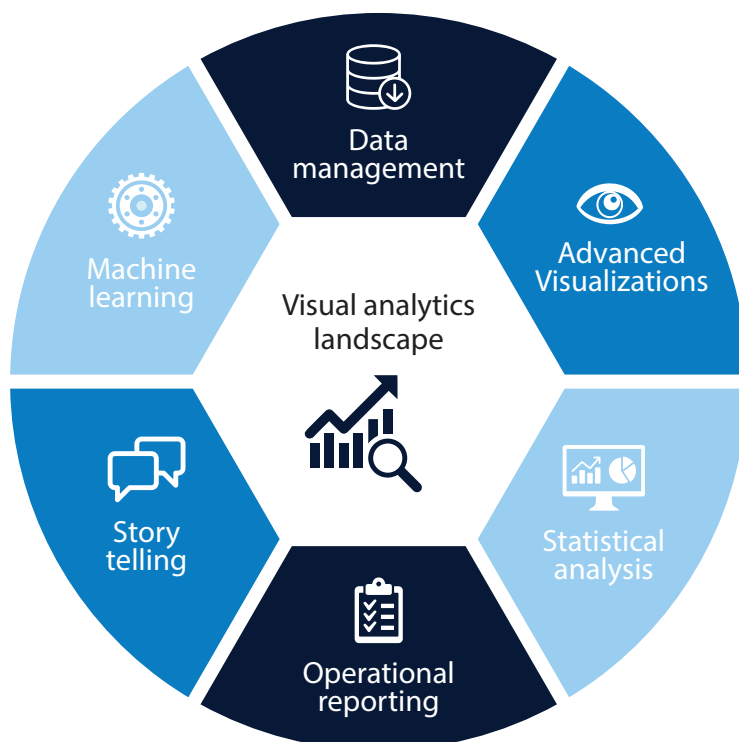 Data
management
Advanced
Visualizations
Statistical
analysis
Operational
reporting
Story
telling
Machine
learning
Visual analytics
landscape